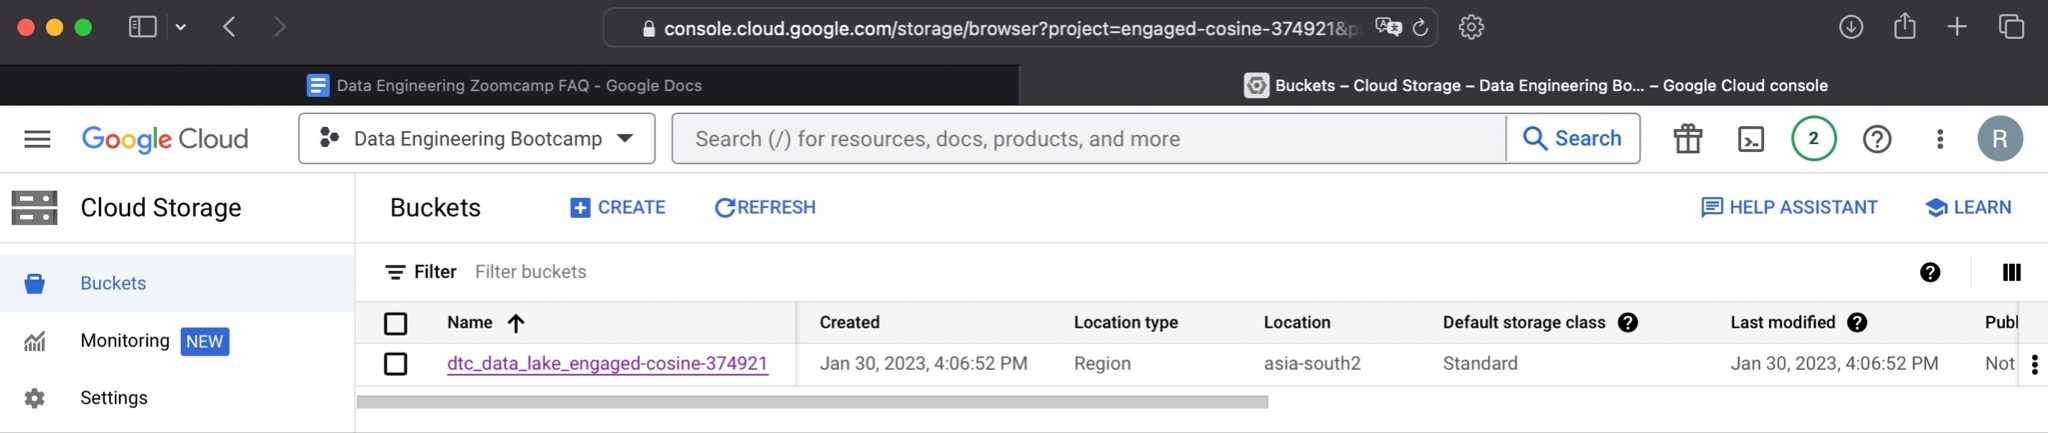 console.cloud.google.com/storage/browser?project=engaged-cosine-374921&p
Data Engineering Zoomcamp FAQ - Google Docs
Buckets – Cloud Storage – Data Engineering Bo... – Google Cloud console
Google Cloud
Data Engineering Bootcamp
Search (/) for resources, docs, products, and more
Search
2
R
Cloud Storage
Buckets
CREATE
REFRESH
HELP ASSISTANT
LEARN
Buckets
Monitoring NEW
Settings
Filter Filter buckets
Name Created Location type Location Default storage class Last modified Publ
dtc_data_lake_engaged-cosine-374921 Jan 30, 2023, 4:06:52 PM Region asia-south2 Standard Jan 30, 2023, 4:06:52 PM Not